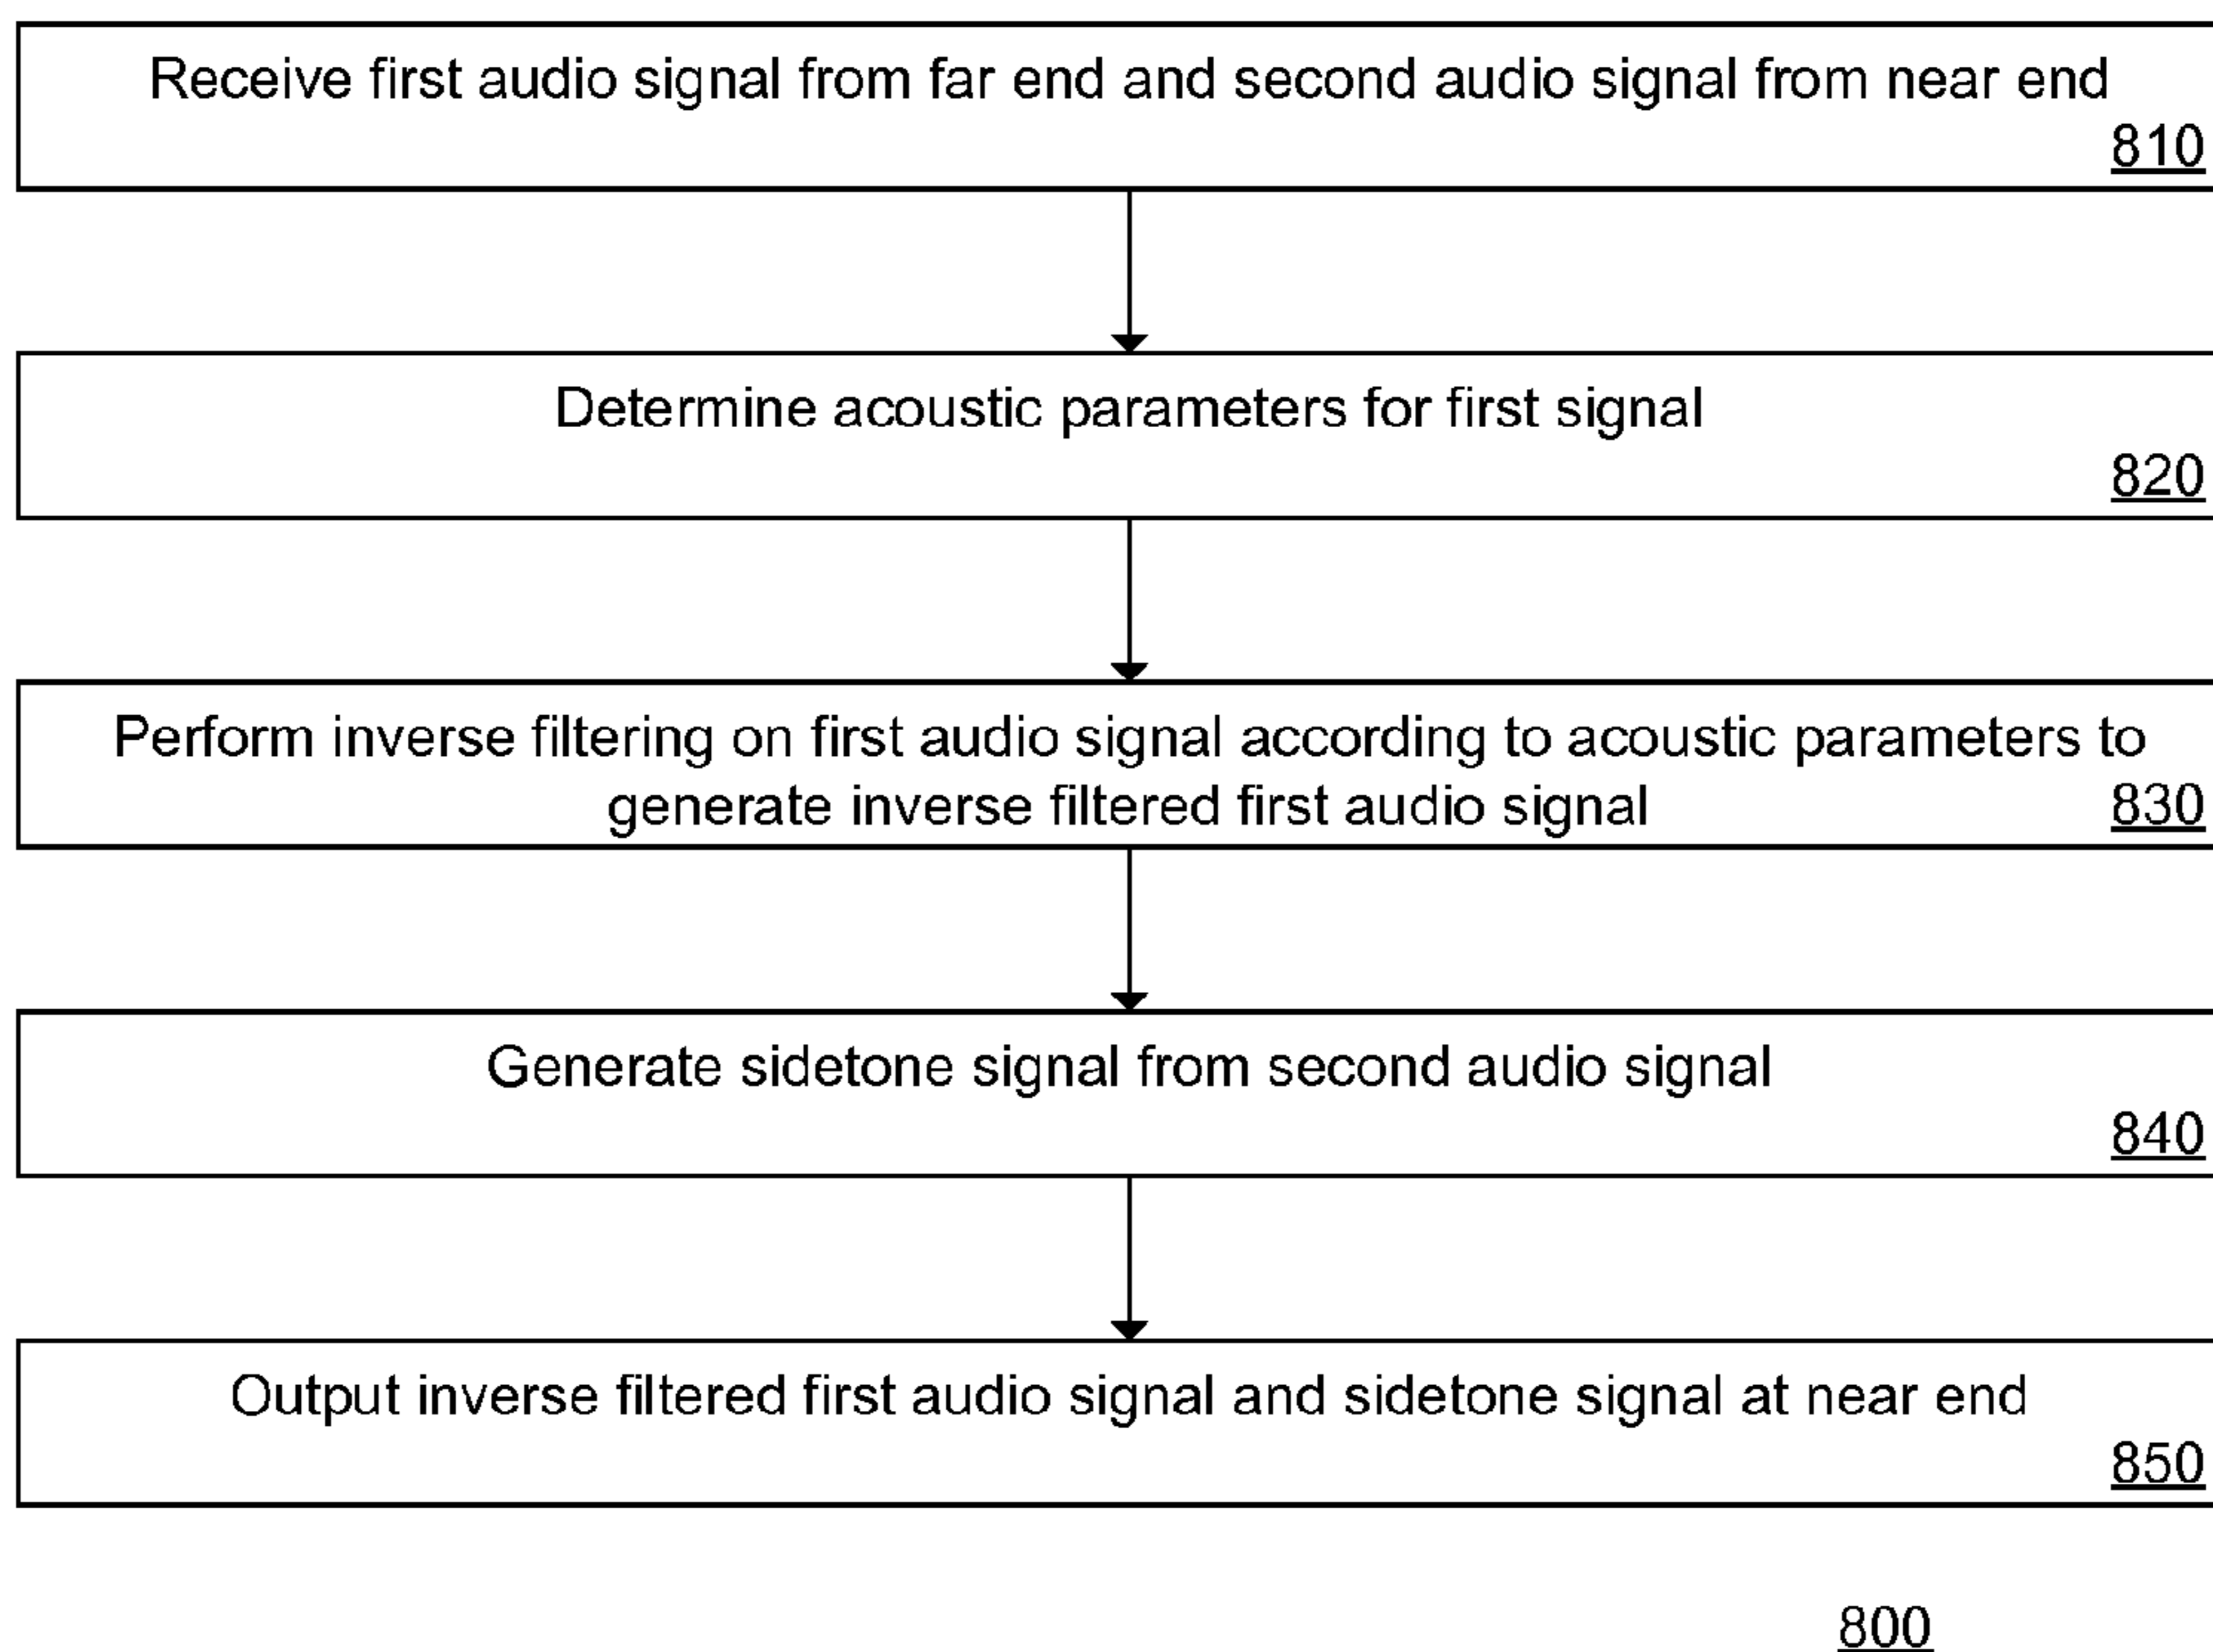 Receive first audio signal from far end and second audio signal from near end
810
Determine acoustic parameters for first signal
820
Perform inverse filtering on first audio signal according to acoustic parameters to
generate inverse filtered first audio signal
830
Generate sidetone signal from second audio signal
840
Output inverse filtered first audio signal and sidetone signal at near end
850
800